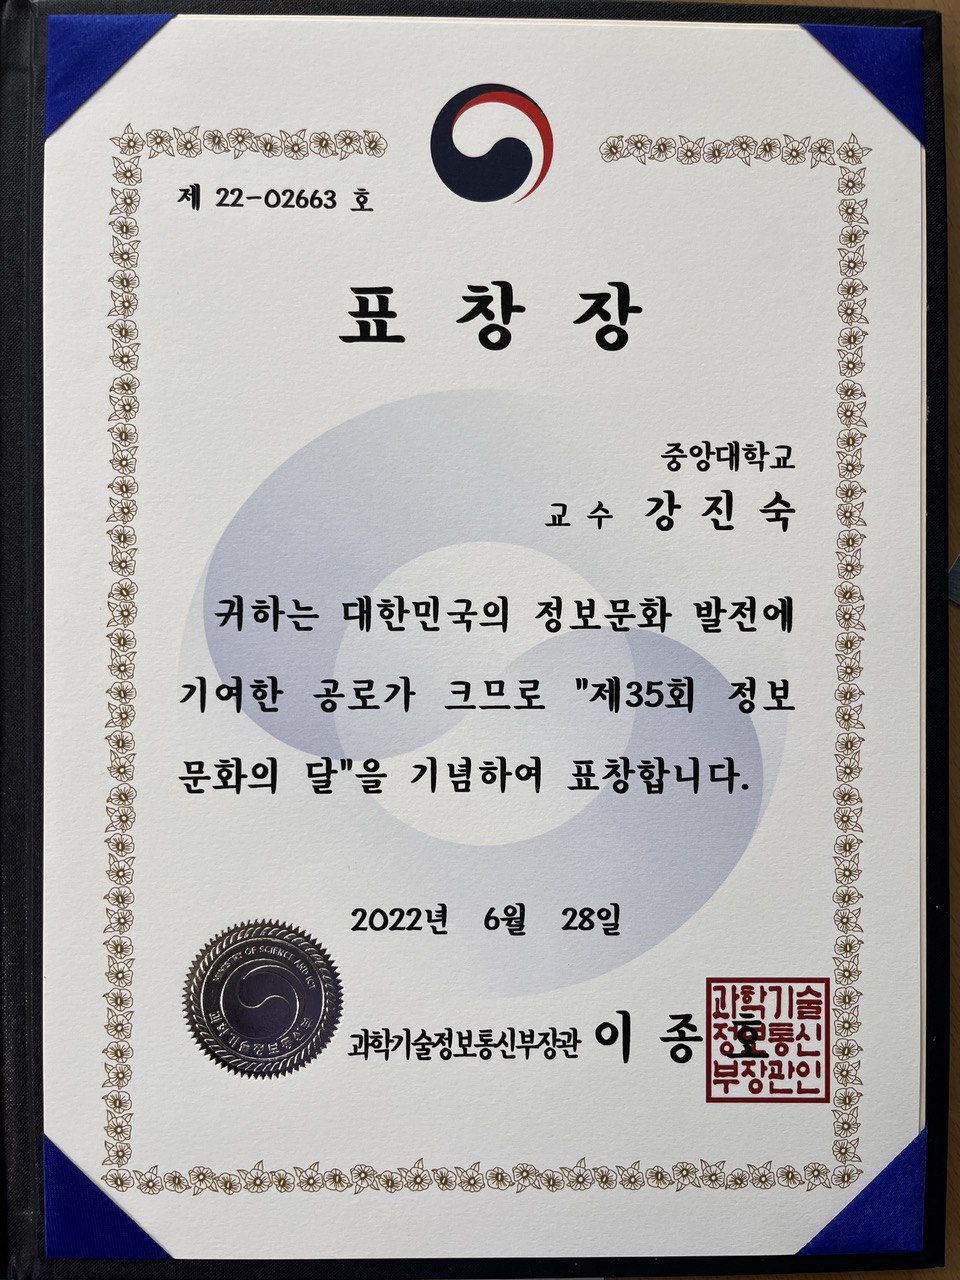 제 22-02663 호
표 창 장
중앙대학교
교수 강진숙
귀하는 대한민국의 정보문화 발전에
기여한 공로가 크므로 "제35회 정보
문화의 달"을 기념하여 표창합니다.
2022년 6월 28일
MINISTRY OF SCIENCE AND ICT
과학기술정보통신부장관 이 종 호
과학기술
정보통신
부장관인